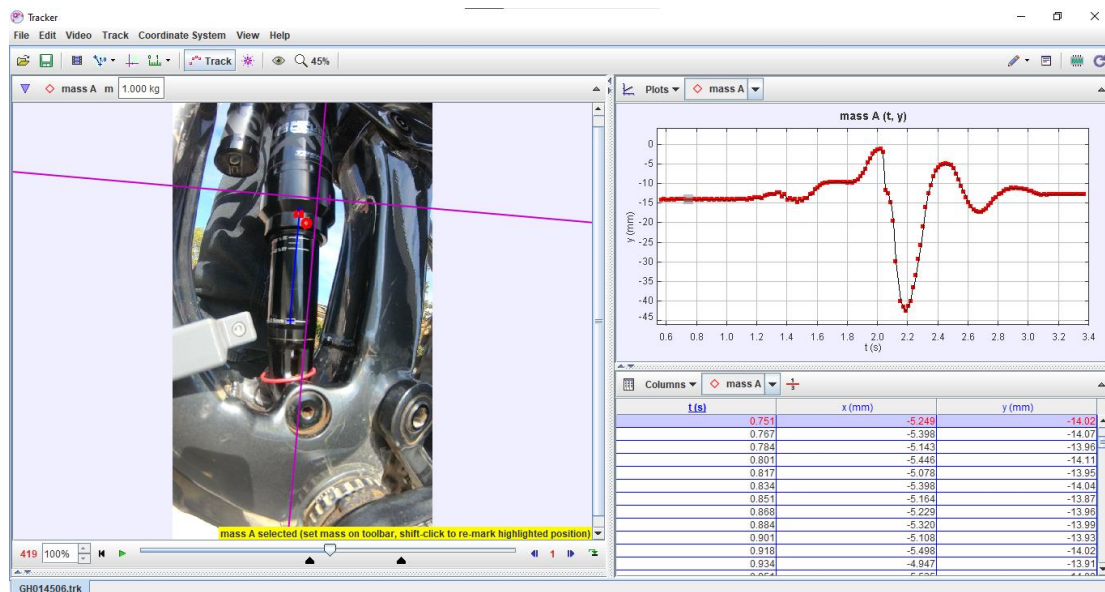 Tracker
File Edit Video Track Coordinate System View Help
Track 45%
mass A m 1.000 kg
Plots mass A
mass A (t, y)
0
-5
-10
-15
-20
-25
-30
-35
-40
-45
y (mm)
0.6 0.8 1.0 1.2 1.4 1.6 1.8 2.0 2.2 2.4 2.6 2.8 3.0 3.2 3.4
t (s)
Columns mass A
t (s) x (mm) y (mm)
0.751 -5.249 -14.02
0.767 -5.398 -14.07
0.784 -5.143 -13.96
0.801 -5.446 -14.11
0.817 -5.078 -13.95
0.834 -5.398 -14.04
0.851 -5.164 -13.87
0.868 -5.229 -13.96
0.884 -5.320 -13.99
0.901 -5.108 -13.93
0.918 -5.498 -14.02
0.934 -4.947 -13.91
mass A selected (set mass on toolbar, shift-click to re-mark highlighted position)
419 100% 1
GH014506.trk